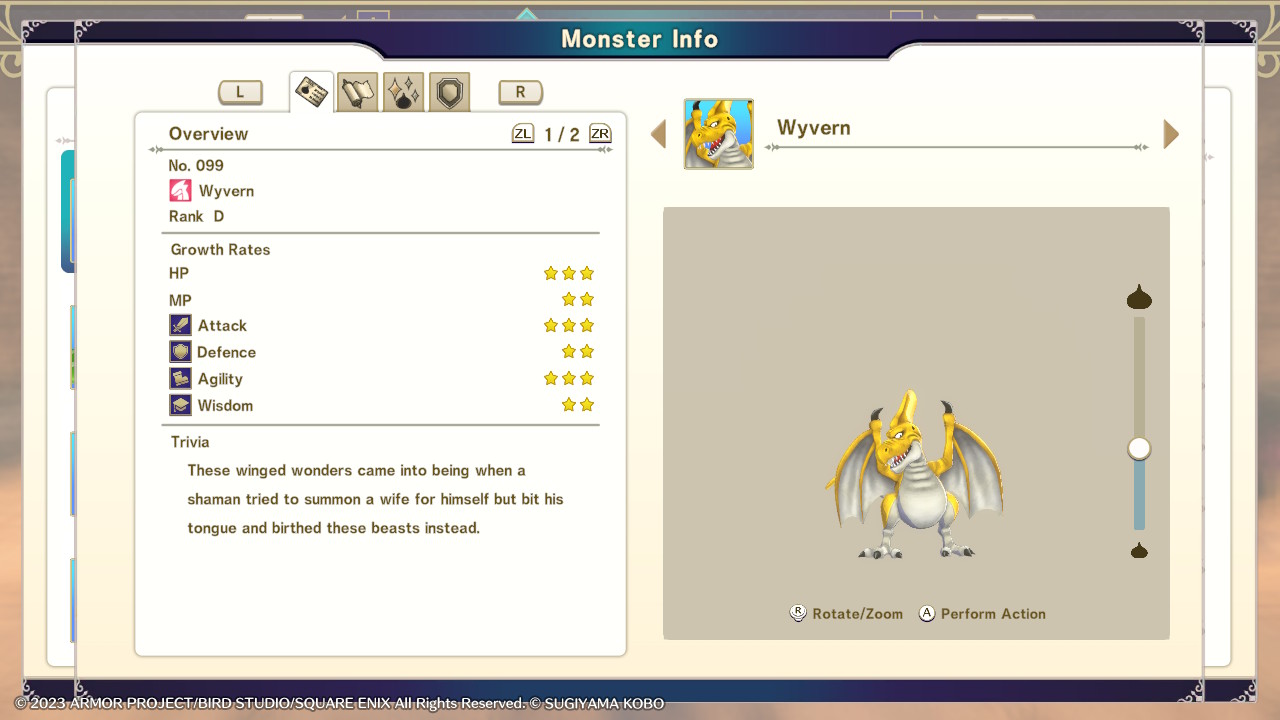 Monster Info
L
R
Overview
ZL 1 / 2 ZR
No. 099
Wyvern
Rank D
Growth Rates
HP
MP
Attack
Defence
Agility
Wisdom
Trivia
These winged wonders came into being when a
shaman tried to summon a wife for himself but bit his
tongue and birthed these beasts instead.
Wyvern
R Rotate/Zoom A Perform Action
© 2023 ARMOR PROJECT/BIRD STUDIO/SQUARE ENIX All Rights Reserved. © SUGIYAMA KOBO